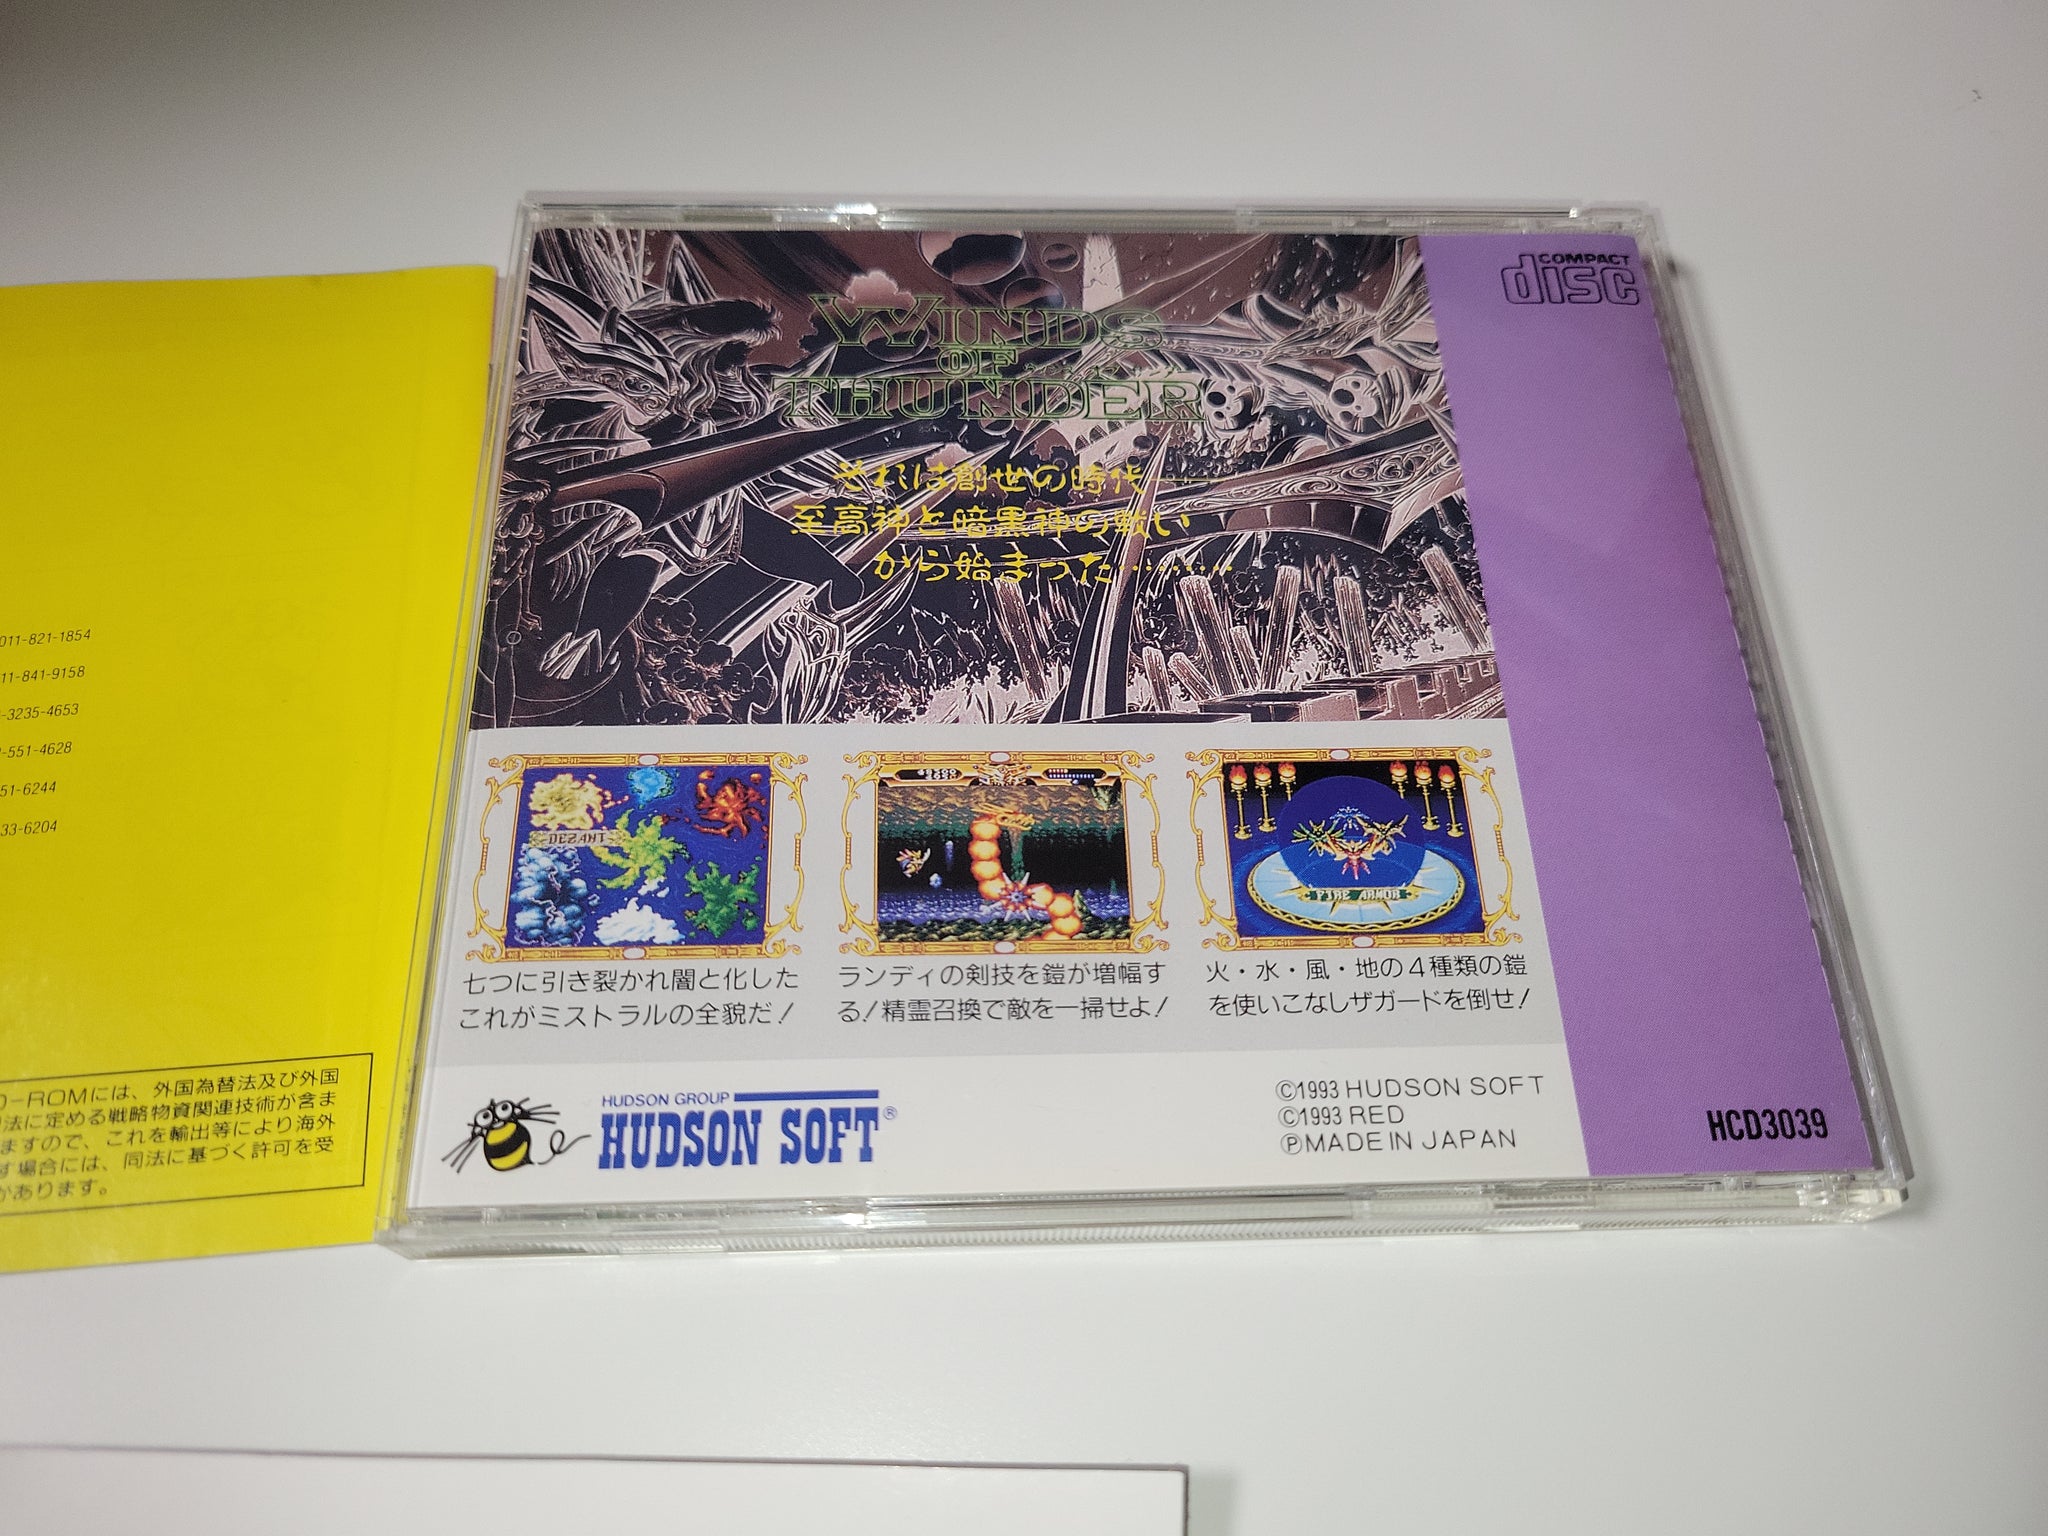 011-821-1854
11-841-9158
-3235-4653
-551-4628
51-6244
33-6204
D-ROMには、外国為替法及び外国
法に定める戦略物資関連技術が含ま
ますので、これを輸出等により海外
す場合には、同法に基づく許可を受
があります。
COMPACT
disc
WINDS
OF
THUNDER
それは創世の時代――
至高神と暗黒神の戦い
から始まった………
DEZANT
FIRE ARMOR
七つに引き裂かれ闇と化した
これがミストラルの全貌だ！
ランディの剣技を鎧が増幅す
る！精霊召換で敵を一掃せよ！
火・水・風・地の4種類の鎧
を使いこなしザガードを倒せ！
HUDSON GROUP
HUDSON SOFT®
©1993 HUDSON SOFT
©1993 RED
ⓅMADE IN JAPAN
HCD3039